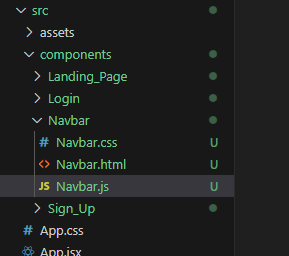 src
assets
components
Landing_Page
Login
Navbar
# Navbar.css U
<> Navbar.html U
JS Navbar.js U
Sign_Up
# App.css
App.jsx